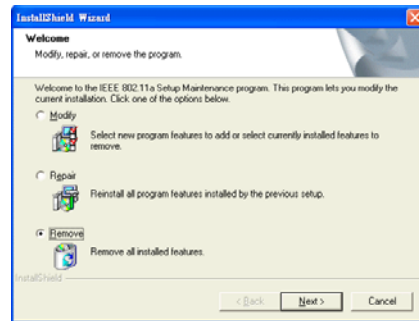 InstallShield Wizard
Welcome
Modify, repair, or remove the program.
Welcome to the IEEE 802.11a Setup Maintenance program. This program lets you modify the
current installation. Click one of the options below.
Modify
Select new program features to add or select currently installed features to
remove.
Repair
Reinstall all program features installed by the previous setup.
Remove
Remove all installed features.
InstallShield
< Back Next > Cancel